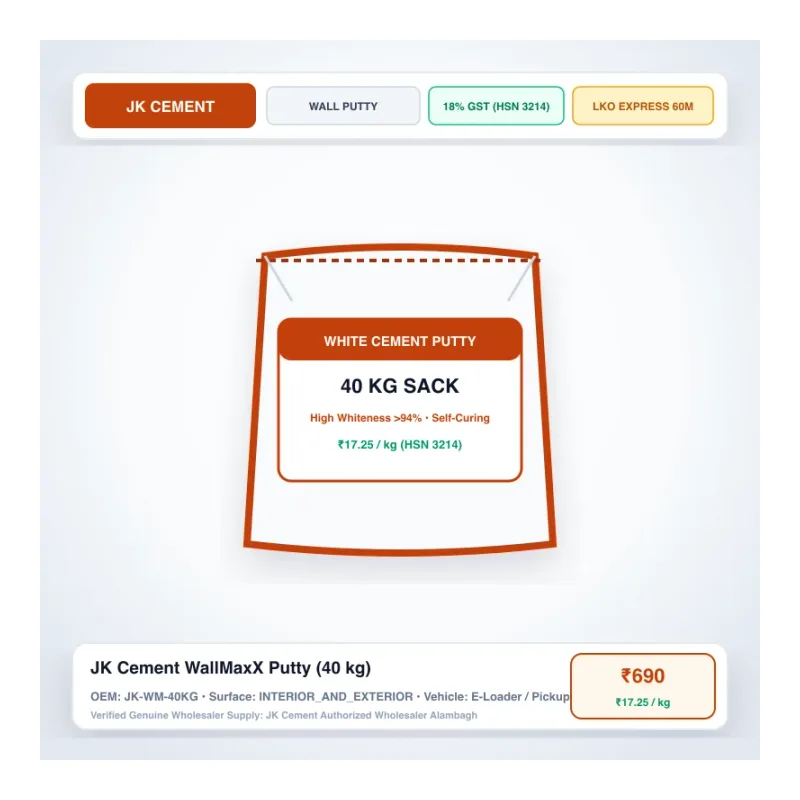 JK CEMENT
WALL PUTTY
18% GST (HSN 3214)
LKO EXPRESS 60M
WHITE CEMENT PUTTY
40 KG SACK
High Whiteness >94% • Self-Curing
₹17.25 / kg (HSN 3214)
JK Cement WallMaxX Putty (40 kg)
OEM: JK-WM-40KG • Surface: INTERIOR_AND_EXTERIOR • Vehicle: E-Loader / Pickup
Verified Genuine Wholesaler Supply: JK Cement Authorized Wholesaler Alambagh
₹690
₹17.25 / kg